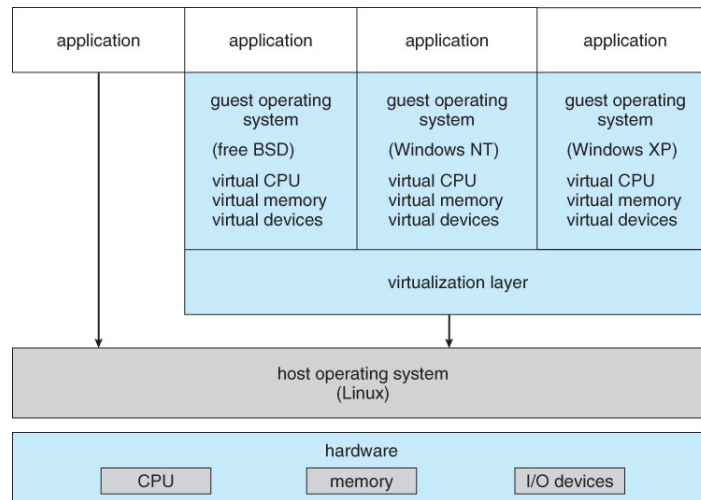 application
application
application
application
guest operating
system
(free BSD)
virtual CPU
virtual memory
virtual devices
guest operating
system
(Windows NT)
virtual CPU
virtual memory
virtual devices
guest operating
system
(Windows XP)
virtual CPU
virtual memory
virtual devices
virtualization layer
host operating system
(Linux)
hardware
CPU
memory
I/O devices